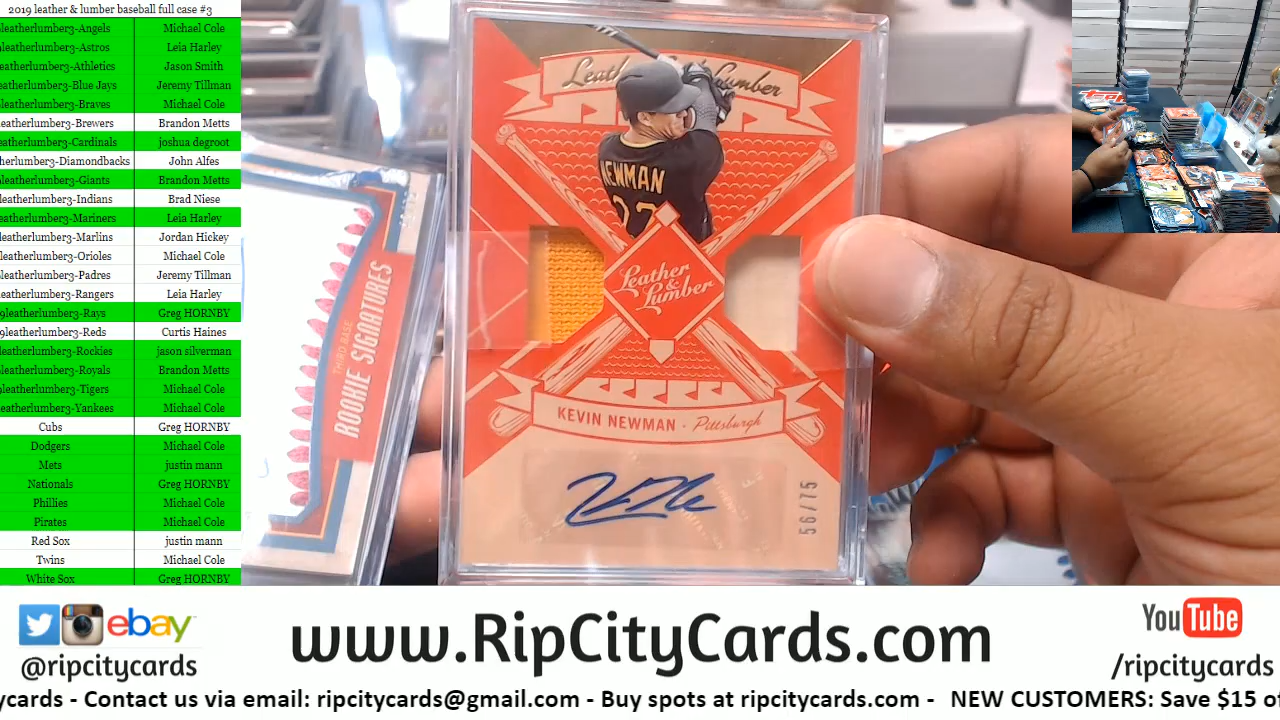 2019 leather & lumber baseball full case #3
leatherlumber3-Angels Michael Cole
leatherlumber3-Astros Leia Harley
leatherlumber3-Athletics Jason Smith
leatherlumber3-Blue Jays Jeremy Tillman
leatherlumber3-Braves Michael Cole
leatherlumber3-Brewers Brandon Metts
leatherlumber3-Cardinals joshua degroot
herlumber3-Diamondbacks John Alfes
leatherlumber3-Giants Brandon Metts
leatherlumber3-Indians Brad Niese
leatherlumber3-Mariners Leia Harley
leatherlumber3-Marlins Jordan Hickey
leatherlumber3-Orioles Michael Cole
leatherlumber3-Padres Jeremy Tillman
leatherlumber3-Rangers Leia Harley
9leatherlumber3-Rays Greg HORNBY
9leatherlumber3-Reds Curtis Haines
leatherlumber3-Rockies jason silverman
leatherlumber3-Royals Brandon Metts
9leatherlumber3-Tigers Michael Cole
leatherlumber3-Yankees Michael Cole
Cubs Greg HORNBY
Dodgers Michael Cole
Mets justin mann
Nationals Greg HORNBY
Phillies Michael Cole
Pirates Michael Cole
Red Sox justin mann
Twins Michael Cole
White Sox Greg HORNBY
Leather Lumber
NEWMAN
27
Leather
&
Lumber
KEVIN NEWMAN - Pittsburgh
56/75
THIRD BASE
ROOKIE SIGNATURES
ebay
@ripcitycards
www.RipCityCards.com
YouTube
/ripcitycards
ycards - Contact us via email: ripcitycards@gmail.com - Buy spots at ripcitycards.com - NEW CUSTOMERS: Save $15 of